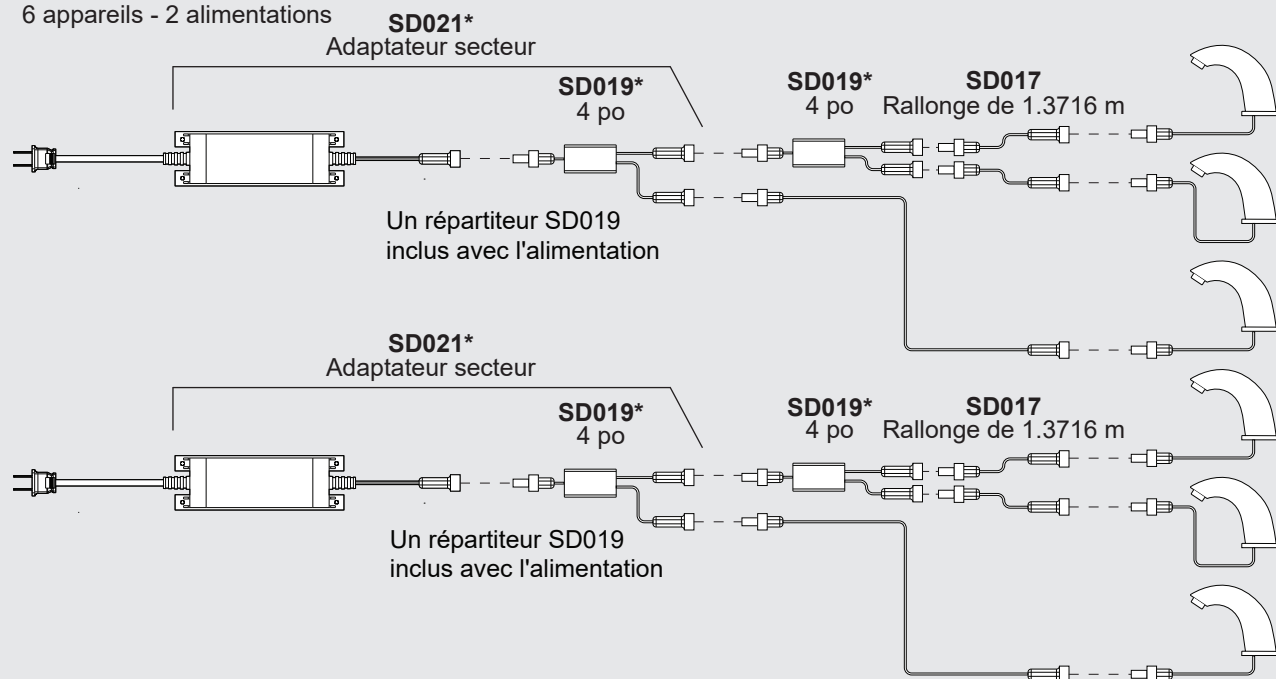 6 appareils - 2 alimentations
SD021*
Adaptateur secteur
SD019*
4 po
SD019*
4 po
SD017
Rallonge de 1.3716 m
Un répartiteur SD019
inclus avec l'alimentation
SD021*
Adaptateur secteur
SD019*
4 po
SD019*
4 po
SD017
Rallonge de 1.3716 m
Un répartiteur SD019
inclus avec l'alimentation